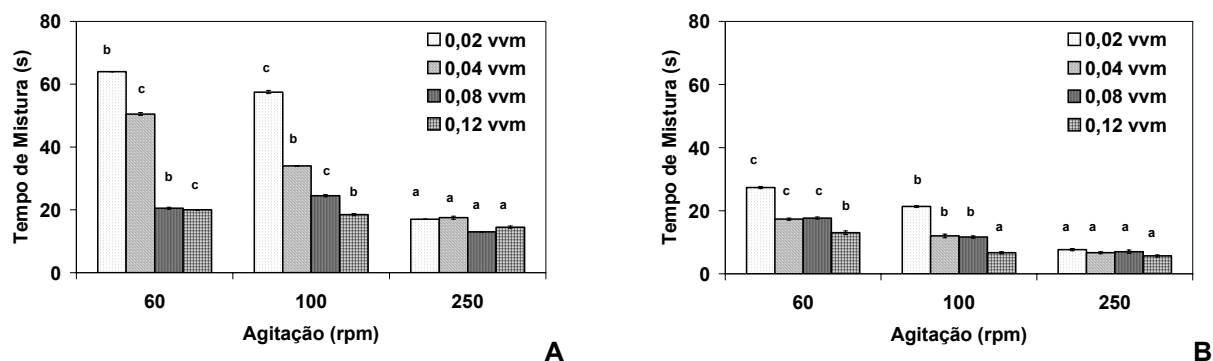 80
60
40
20
0
Tempo de Mistura (s)
b
c
b
c
c
b
c
b
a
a
a
a
0,02 vvm
0,04 vvm
0,08 vvm
0,12 vvm
60 100 250
Agitação (rpm)
A
80
60
40
20
0
Tempo de Mistura (s)
c
c
c
b
b
b
b
a
a
a
a
a
0,02 vvm
0,04 vvm
0,08 vvm
0,12 vvm
60 100 250
Agitação (rpm)
B